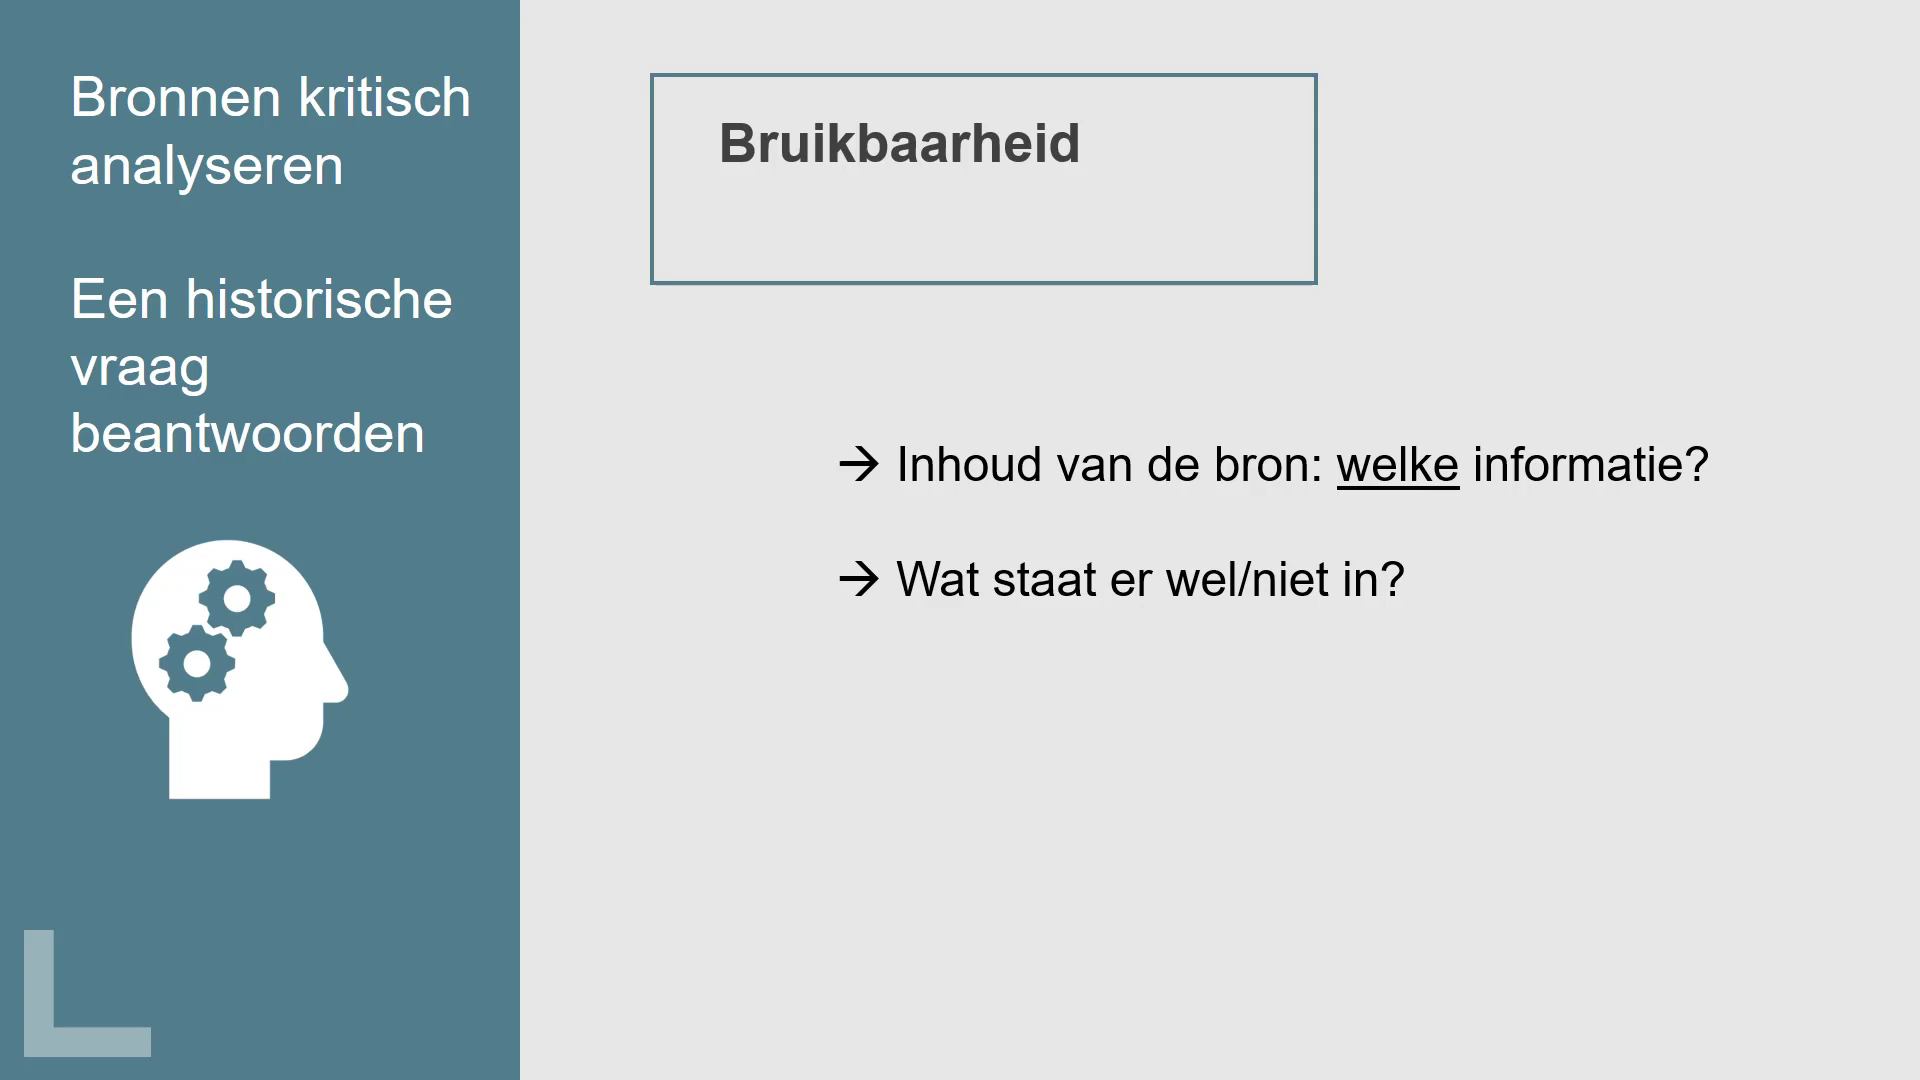 Bronnen kritisch
analyseren
Een historische
vraag
beantwoorden
Bruikbaarheid
→ Inhoud van de bron: welke informatie?
→ Wat staat er wel/niet in?